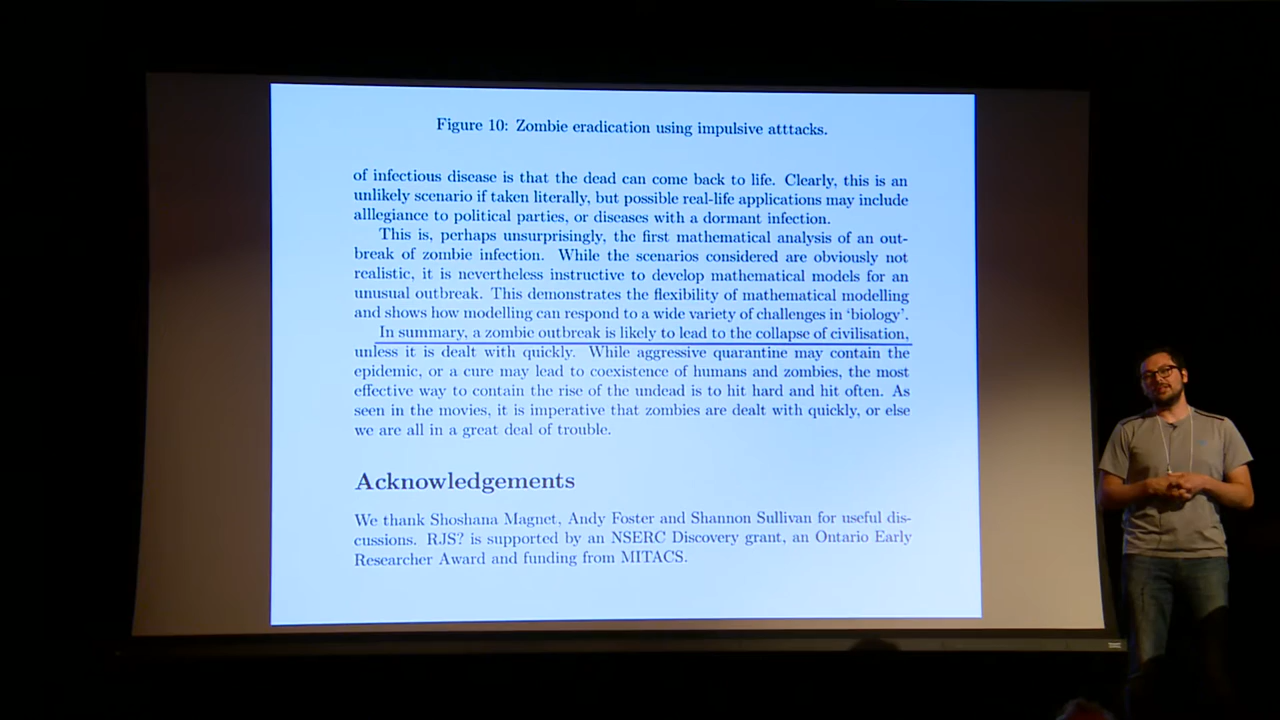 Figure 10: Zombie eradication using impulsive atttacks.
of infectious disease is that the dead can come back to life. Clearly, this is an
unlikely scenario if taken literally, but possible real-life applications may include
alllegiance to political parties, or diseases with a dormant infection.
This is, perhaps unsurprisingly, the first mathematical analysis of an out-
break of zombie infection. While the scenarios considered are obviously not
realistic, it is nevertheless instructive to develop mathematical models for an
unusual outbreak. This demonstrates the flexibility of mathematical modelling
and shows how modelling can respond to a wide variety of challenges in ‘biology’.
In summary, a zombie outbreak is likely to lead to the collapse of civilisation,
unless it is dealt with quickly. While aggressive quarantine may contain the
epidemic, or a cure may lead to coexistence of humans and zombies, the most
effective way to contain the rise of the undead is to hit hard and hit often. As
seen in the movies, it is imperative that zombies are dealt with quickly, or else
we are all in a great deal of trouble.
Acknowledgements
We thank Shoshana Magnet, Andy Foster and Shannon Sullivan for useful dis-
cussions. RJS? is supported by an NSERC Discovery grant, an Ontario Early
Researcher Award and funding from MITACS.